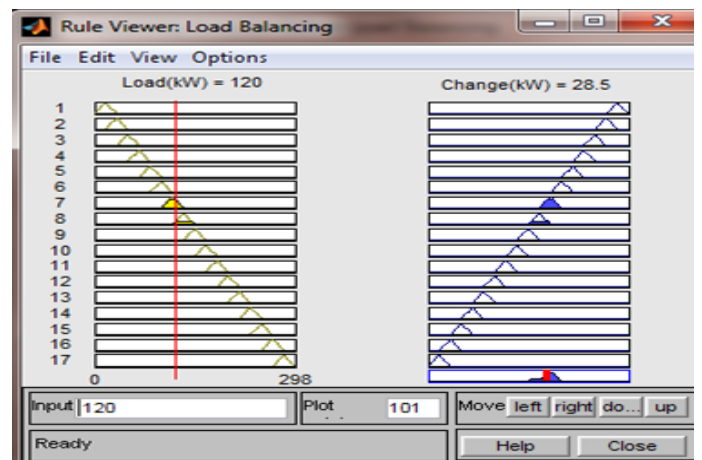 Rule Viewer: Load Balancing
File Edit View Options
Load(kW) = 120
Change(kW) = 28.5
1
2
3
4
5
6
7
8
9
10
11
12
13
14
15
16
17
0 298
Input 120
Plot
101
Move left right do... up
Ready
Help Close